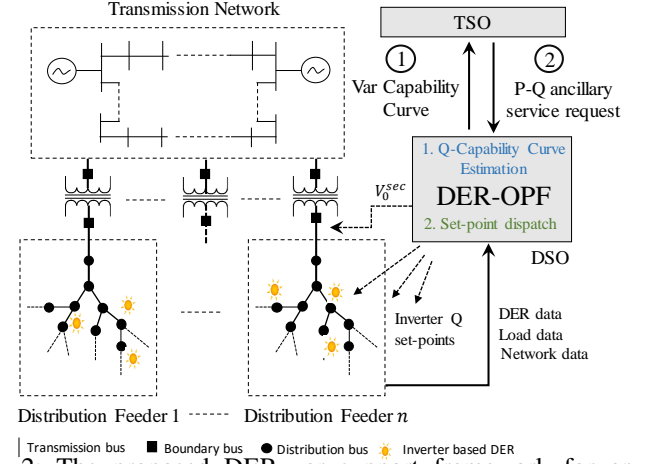 Transmission Network
TSO
1
2
Var Capability
Curve
P-Q ancillary
service request
1. Q-Capability Curve
Estimation
DER-OPF
2. Set-point dispatch
V_0^{sec}
DSO
Inverter Q
set-points
DER data
Load data
Network data
Distribution Feeder 1
Distribution Feeder n
Transmission bus
Boundary bus
Distribution bus
Inverter based DER